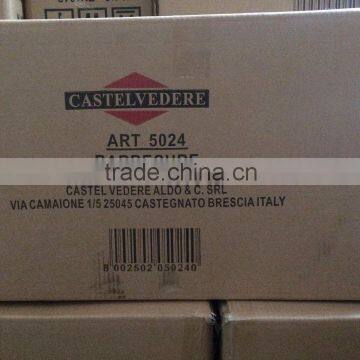 CASTELVEDERE
ART 5024
trade.china.cn
CASTEL VEDERE ALDO & C. SRL
VIA CAMAIONE 1/5 25045 CASTEGNATO BRESCIA ITALY
8 002502 050240